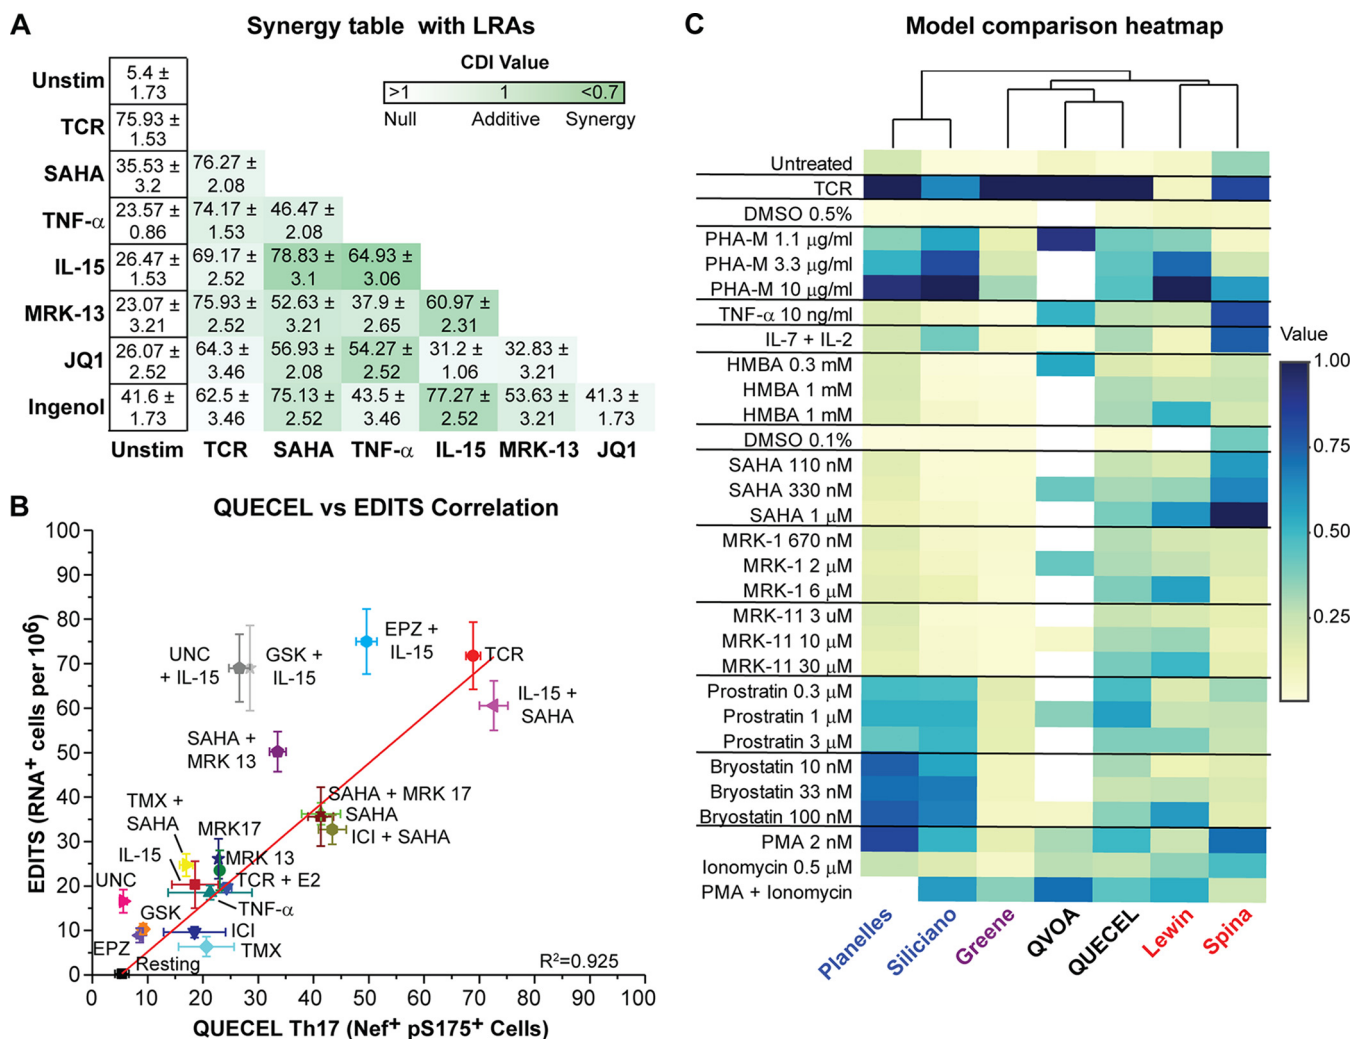 A
Synergy table with LRAs
CDI Value
>1 1 <0.7
Null Additive Synergy
Unstim
5.4 ±
1.73
TCR
75.93 ±
1.53
SAHA
35.53 ±
3.2
76.27 ±
2.08
TNF-α
23.57 ±
0.86
74.17 ±
1.53
46.47 ±
2.08
IL-15
26.47 ±
1.53
69.17 ±
2.52
78.83 ±
3.1
64.93 ±
3.06
MRK-13
23.07 ±
3.21
75.93 ±
2.52
52.63 ±
3.21
37.9 ±
2.65
60.97 ±
2.31
JQ1
26.07 ±
2.52
64.3 ±
3.46
56.93 ±
2.08
54.27 ±
2.52
31.2 ±
1.06
32.83 ±
3.21
Ingenol
41.6 ±
1.73
62.5 ±
3.46
75.13 ±
2.52
43.5 ±
3.46
77.27 ±
2.52
53.63 ±
3.21
41.3 ±
1.73
Unstim TCR SAHA TNF-α IL-15 MRK-13 JQ1
B
QUECEL vs EDITS Correlation
EDITS (RNA⁺ cells per 10⁶)
100
90
80
70
60
50
40
30
20
10
0
UNC
+ IL-15
GSK +
IL-15
EPZ +
IL-15
TCR
IL-15 +
SAHA
SAHA +
MRK 13
SAHA + MRK 17
SAHA
ICI + SAHA
TMX +
SAHA
MRK17
IL-15
MRK 13
UNC
TCR + E2
TNF-α
GSK
ICI
EPZ
TMX
Resting
R²=0.925
0 10 20 30 40 50 60 70 80 90 100
QUECEL Th17 (Nef⁺ pS175⁺ Cells)
C
Model comparison heatmap
Untreated
TCR
DMSO 0.5%
PHA-M 1.1 μg/ml
PHA-M 3.3 μg/ml
PHA-M 10 μg/ml
TNF-α 10 ng/ml
IL-7 + IL-2
HMBA 0.3 mM
HMBA 1 mM
HMBA 1 mM
DMSO 0.1%
SAHA 110 nM
SAHA 330 nM
SAHA 1 μM
MRK-1 670 nM
MRK-1 2 μM
MRK-1 6 μM
MRK-11 3 uM
MRK-11 10 μM
MRK-11 30 μM
Prostratin 0.3 μM
Prostratin 1 μM
Prostratin 3 μM
Bryostatin 10 nM
Bryostatin 33 nM
Bryostatin 100 nM
PMA 2 nM
Ionomycin 0.5 μM
PMA + Ionomycin
Planelles
Siliciano
Greene
QVOA
QUECEL
Lewin
Spina
Value
1.00
0.75
0.50
0.25